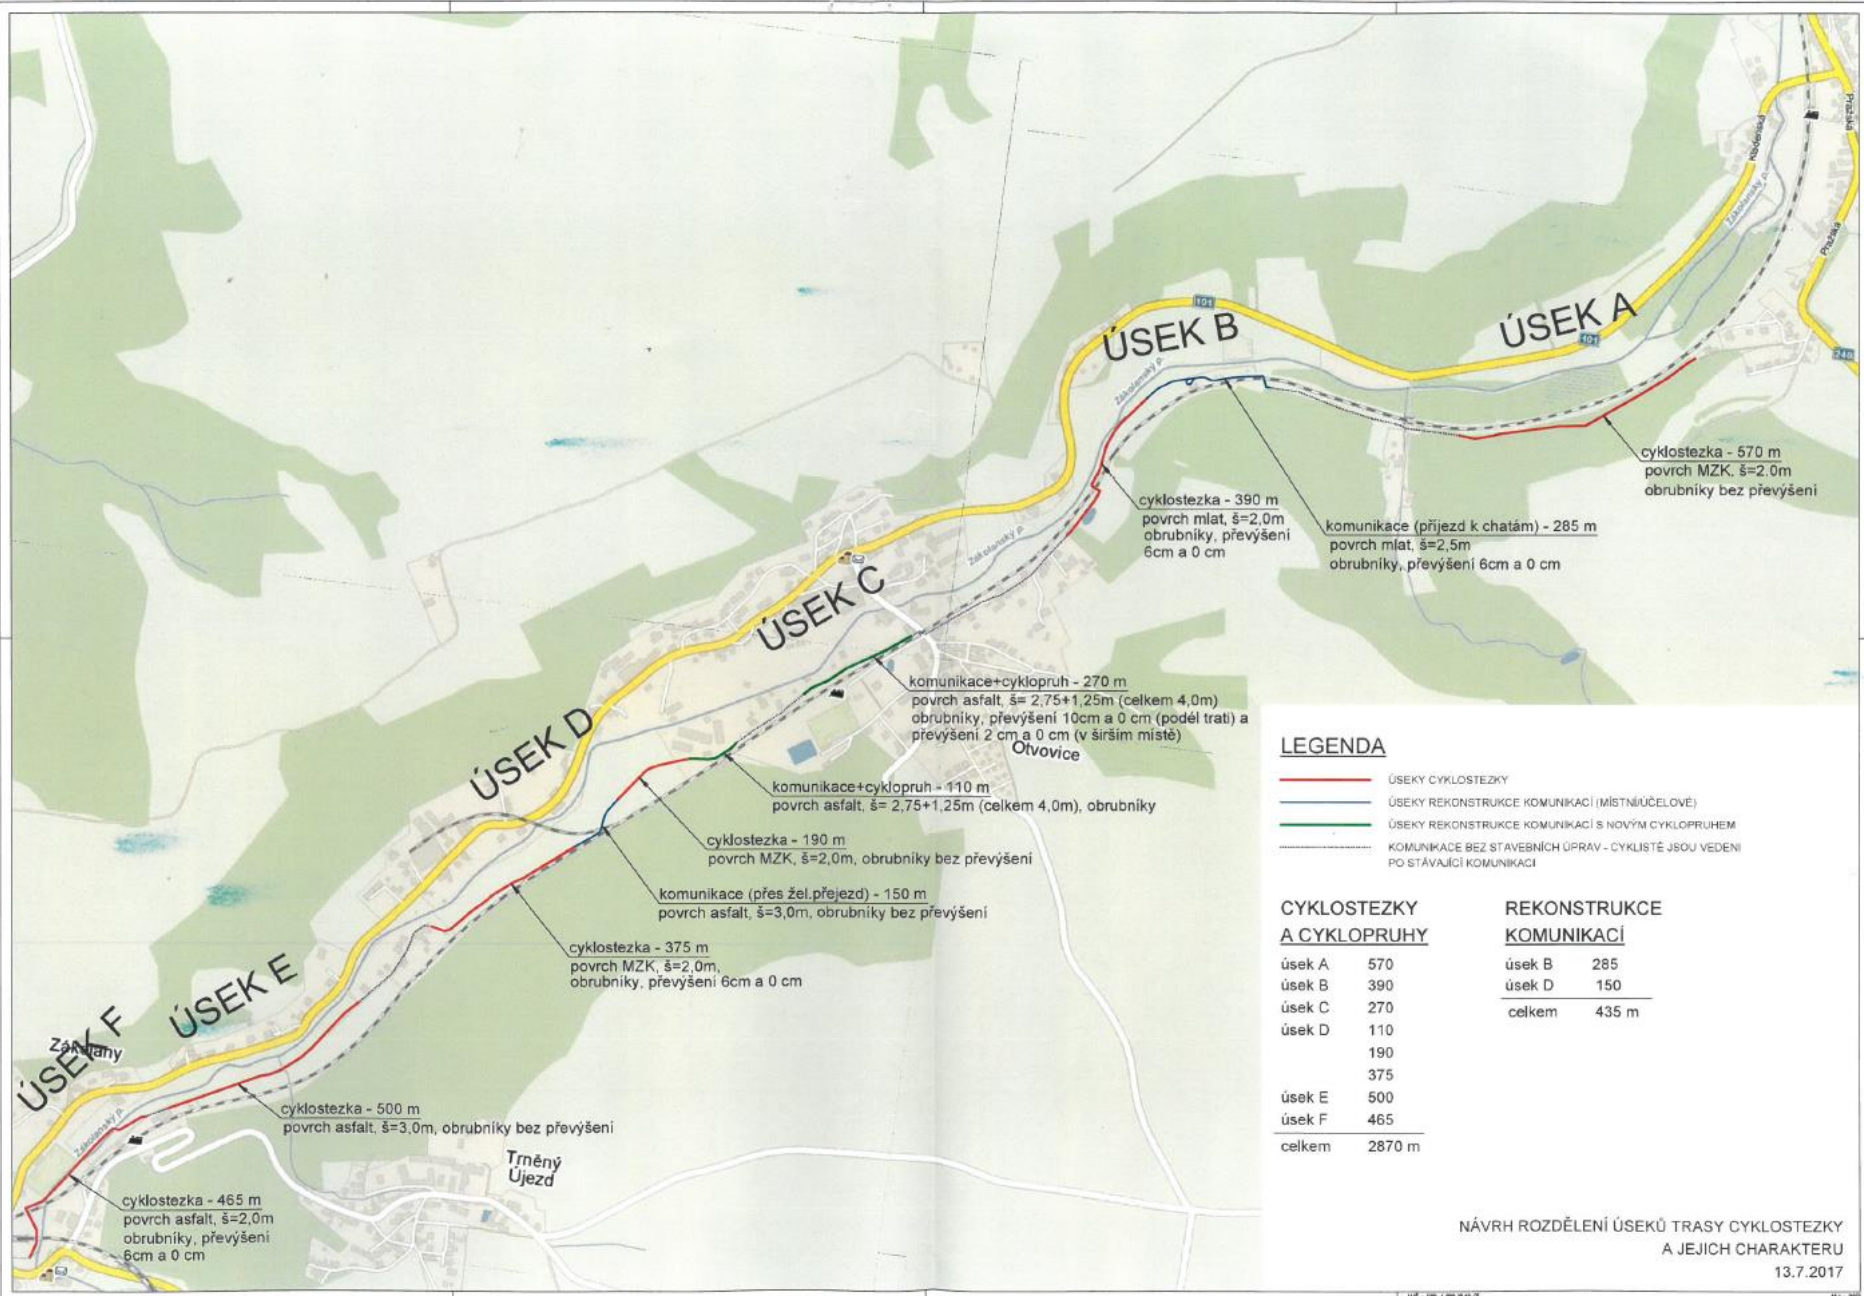 Pražská
Kladenská
Zákolanský p.
Pražská
101
ÚSEK A
101
240
ÚSEK B
Zákolanský p.
cyklostezka - 570 m
povrch MZK, š=2.0m
obrubníky bez převýšení
cyklostezka - 390 m
povrch mlat, š=2,0m
obrubníky, převýšení
6cm a 0 cm
komunikace (příjezd k chatám) - 285 m
povrch mlat, š=2,5m
obrubníky, převýšení 6cm a 0 cm
Zákolanský p.
ÚSEK C
komunikace+cyklopruh - 270 m
povrch asfalt, š= 2,75+1,25m (celkem 4,0m)
obrubníky, převýšení 10cm a 0 cm (podél trati) a
převýšení 2 cm a 0 cm (v širším místě)
Otvovice
ÚSEK D
komunikace+cyklopruh - 110 m
povrch asfalt, š= 2,75+1,25m (celkem 4,0m), obrubníky
cyklostezka - 190 m
povrch MZK, š=2,0m, obrubníky bez převýšení
komunikace (přes žel.přejezd) - 150 m
povrch asfalt, š=3,0m, obrubníky bez převýšení
cyklostezka - 375 m
povrch MZK, š=2,0m,
obrubníky, převýšení 6cm a 0 cm
ÚSEK E
ÚSEK F
Zákolany
cyklostezka - 500 m
povrch asfalt, š=3,0m, obrubníky bez převýšení
Zákolanský p.
Trněný
Újezd
cyklostezka - 465 m
povrch asfalt, š=2,0m
obrubníky, převýšení
6cm a 0 cm
LEGENDA
ÚSEKY CYKLOSTEZKY
ÚSEKY REKONSTRUKCE KOMUNIKACÍ (MÍSTNÍ/ÚČELOVÉ)
ÚSEKY REKONSTRUKCE KOMUNIKACÍ S NOVÝM CYKLOPRUHEM
KOMUNIKACE BEZ STAVEBNÍCH ÚPRAV - CYKLISTÉ JSOU VEDENI
PO STÁVAJÍCÍ KOMUNIKACI
CYKLOSTEZKY
A CYKLOPRUHY
úsek A 570
úsek B 390
úsek C 270
úsek D 110
190
375
úsek E 500
úsek F 465
celkem 2870 m
REKONSTRUKCE
KOMUNIKACÍ
úsek B 285
úsek D 150
celkem 435 m
NÁVRH ROZDĚLENÍ ÚSEKŮ TRASY CYKLOSTEZKY
A JEJICH CHARAKTERU
13.7.2017